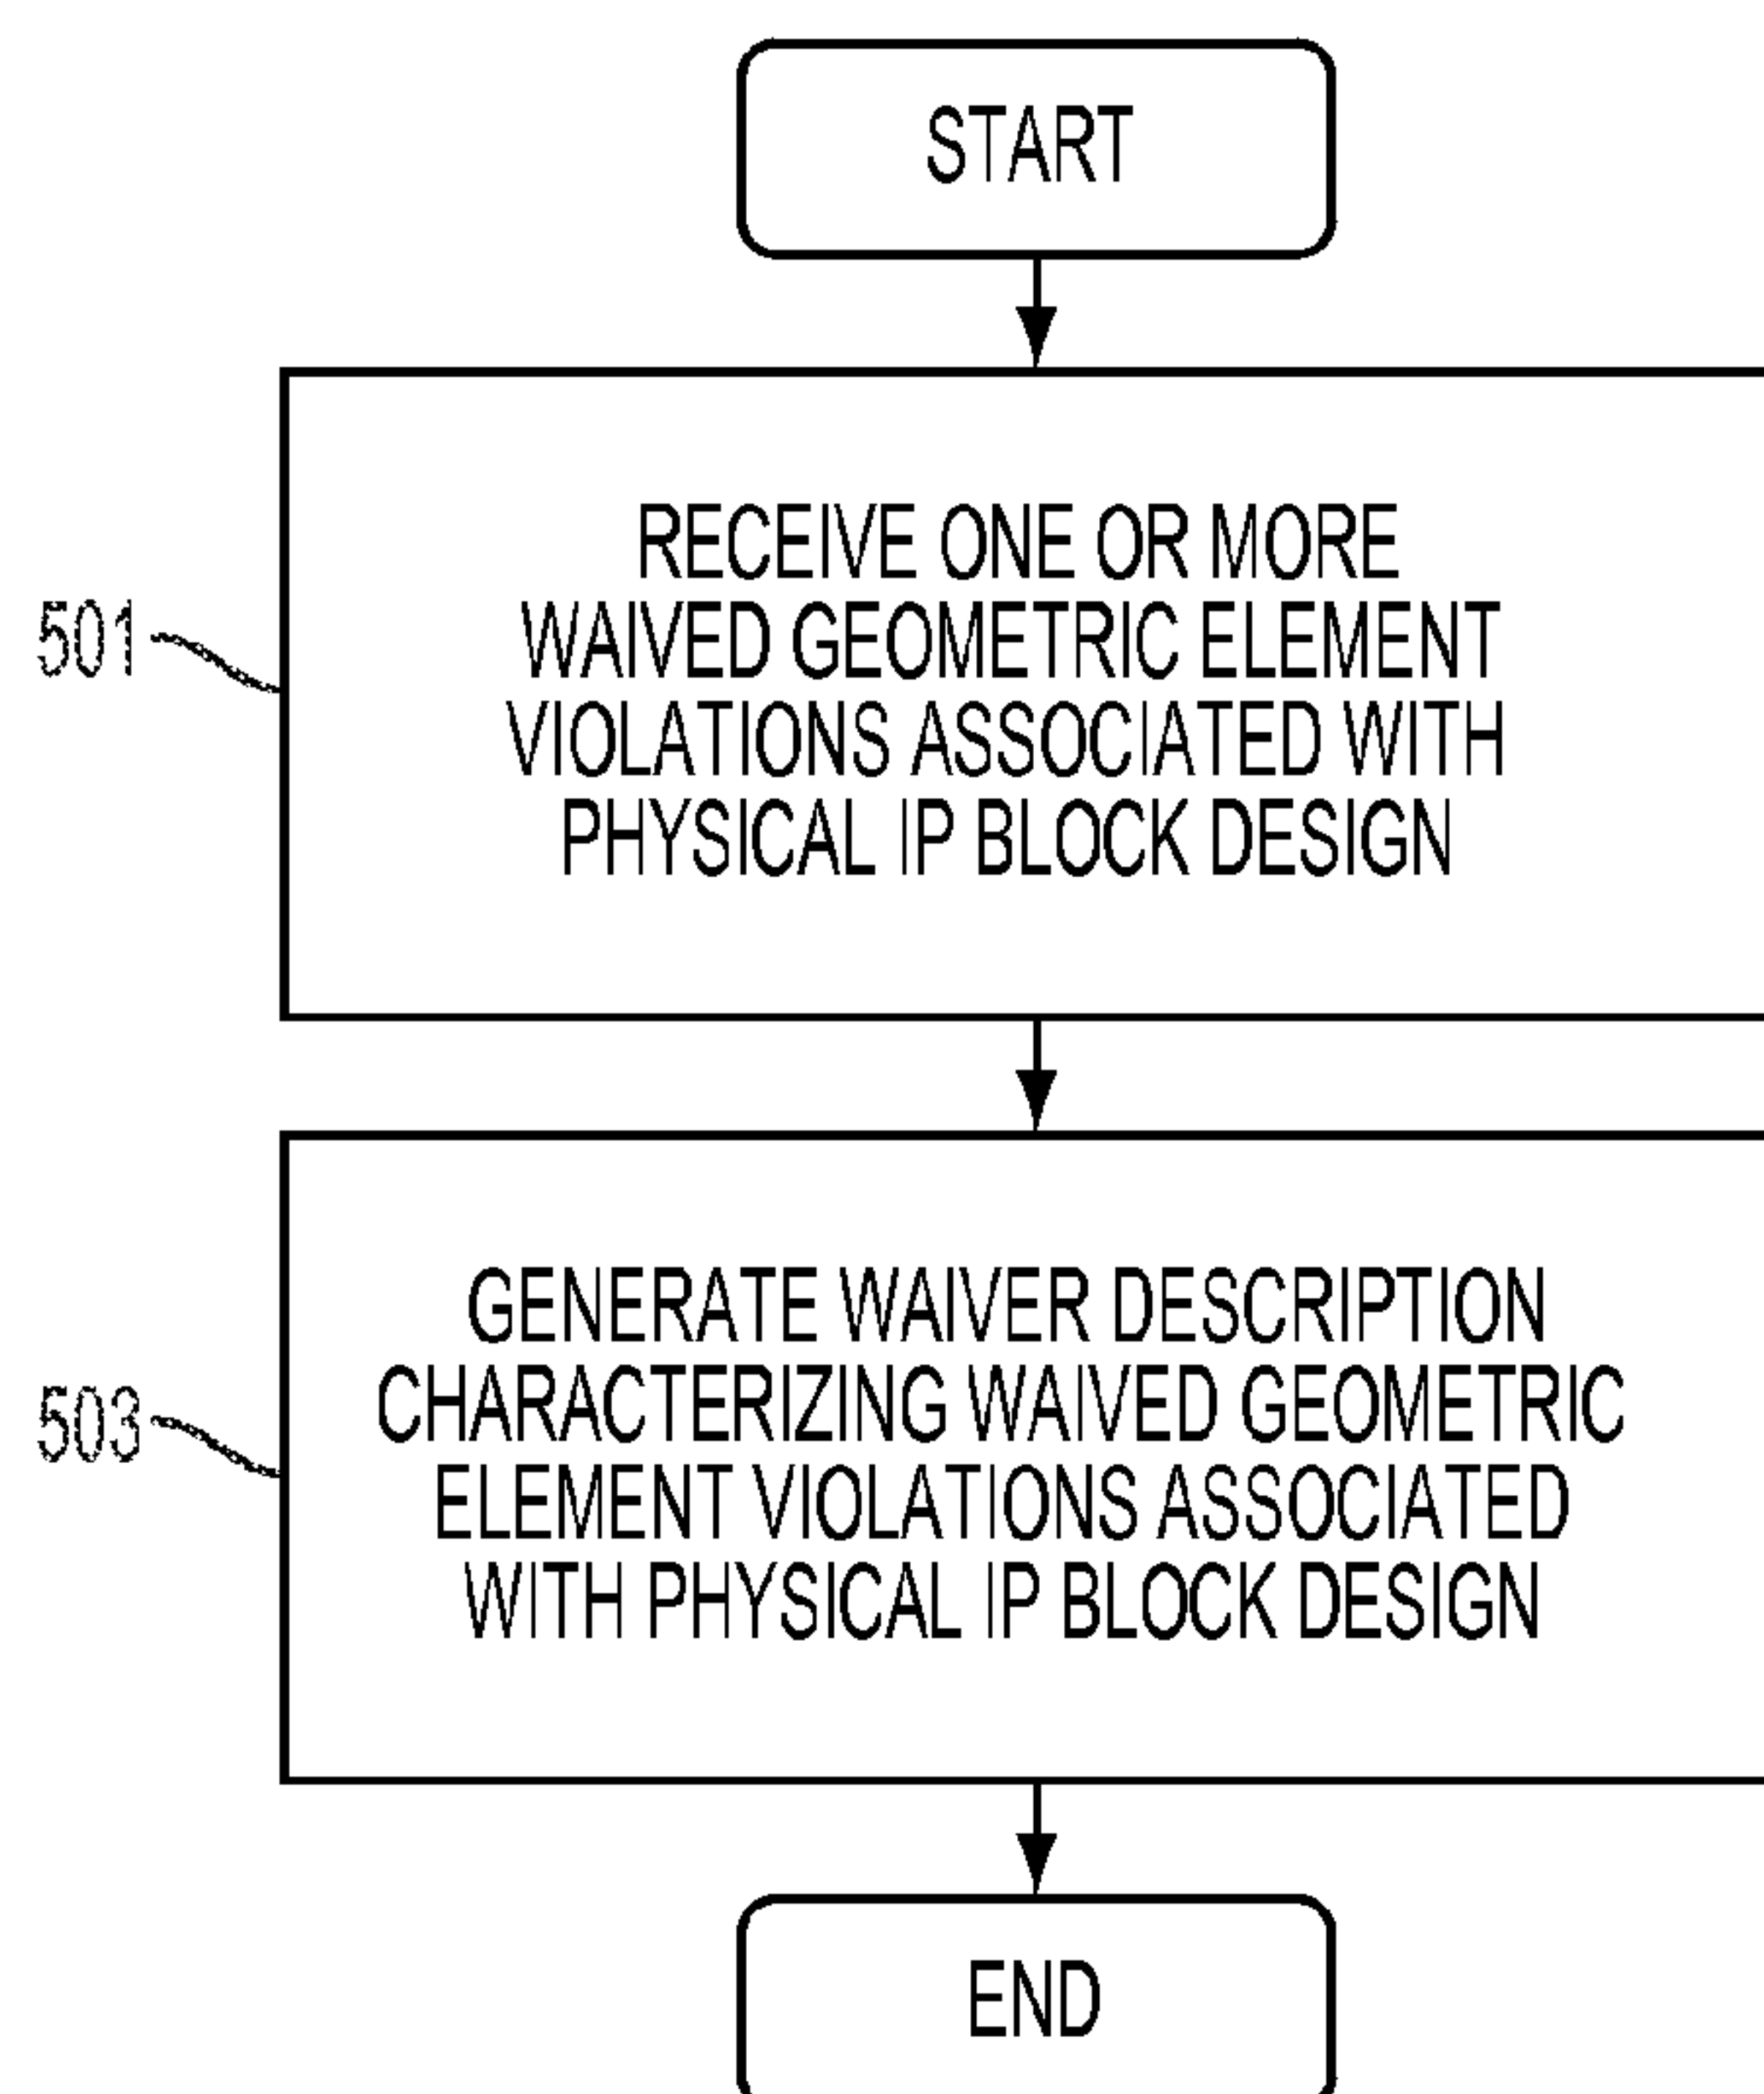 START
501
RECEIVE ONE OR MORE
WAIVED GEOMETRIC ELEMENT
VIOLATIONS ASSOCIATED WITH
PHYSICAL IP BLOCK DESIGN
503
GENERATE WAIVER DESCRIPTION
CHARACTERIZING WAIVED GEOMETRIC
ELEMENT VIOLATIONS ASSOCIATED
WITH PHYSICAL IP BLOCK DESIGN
END